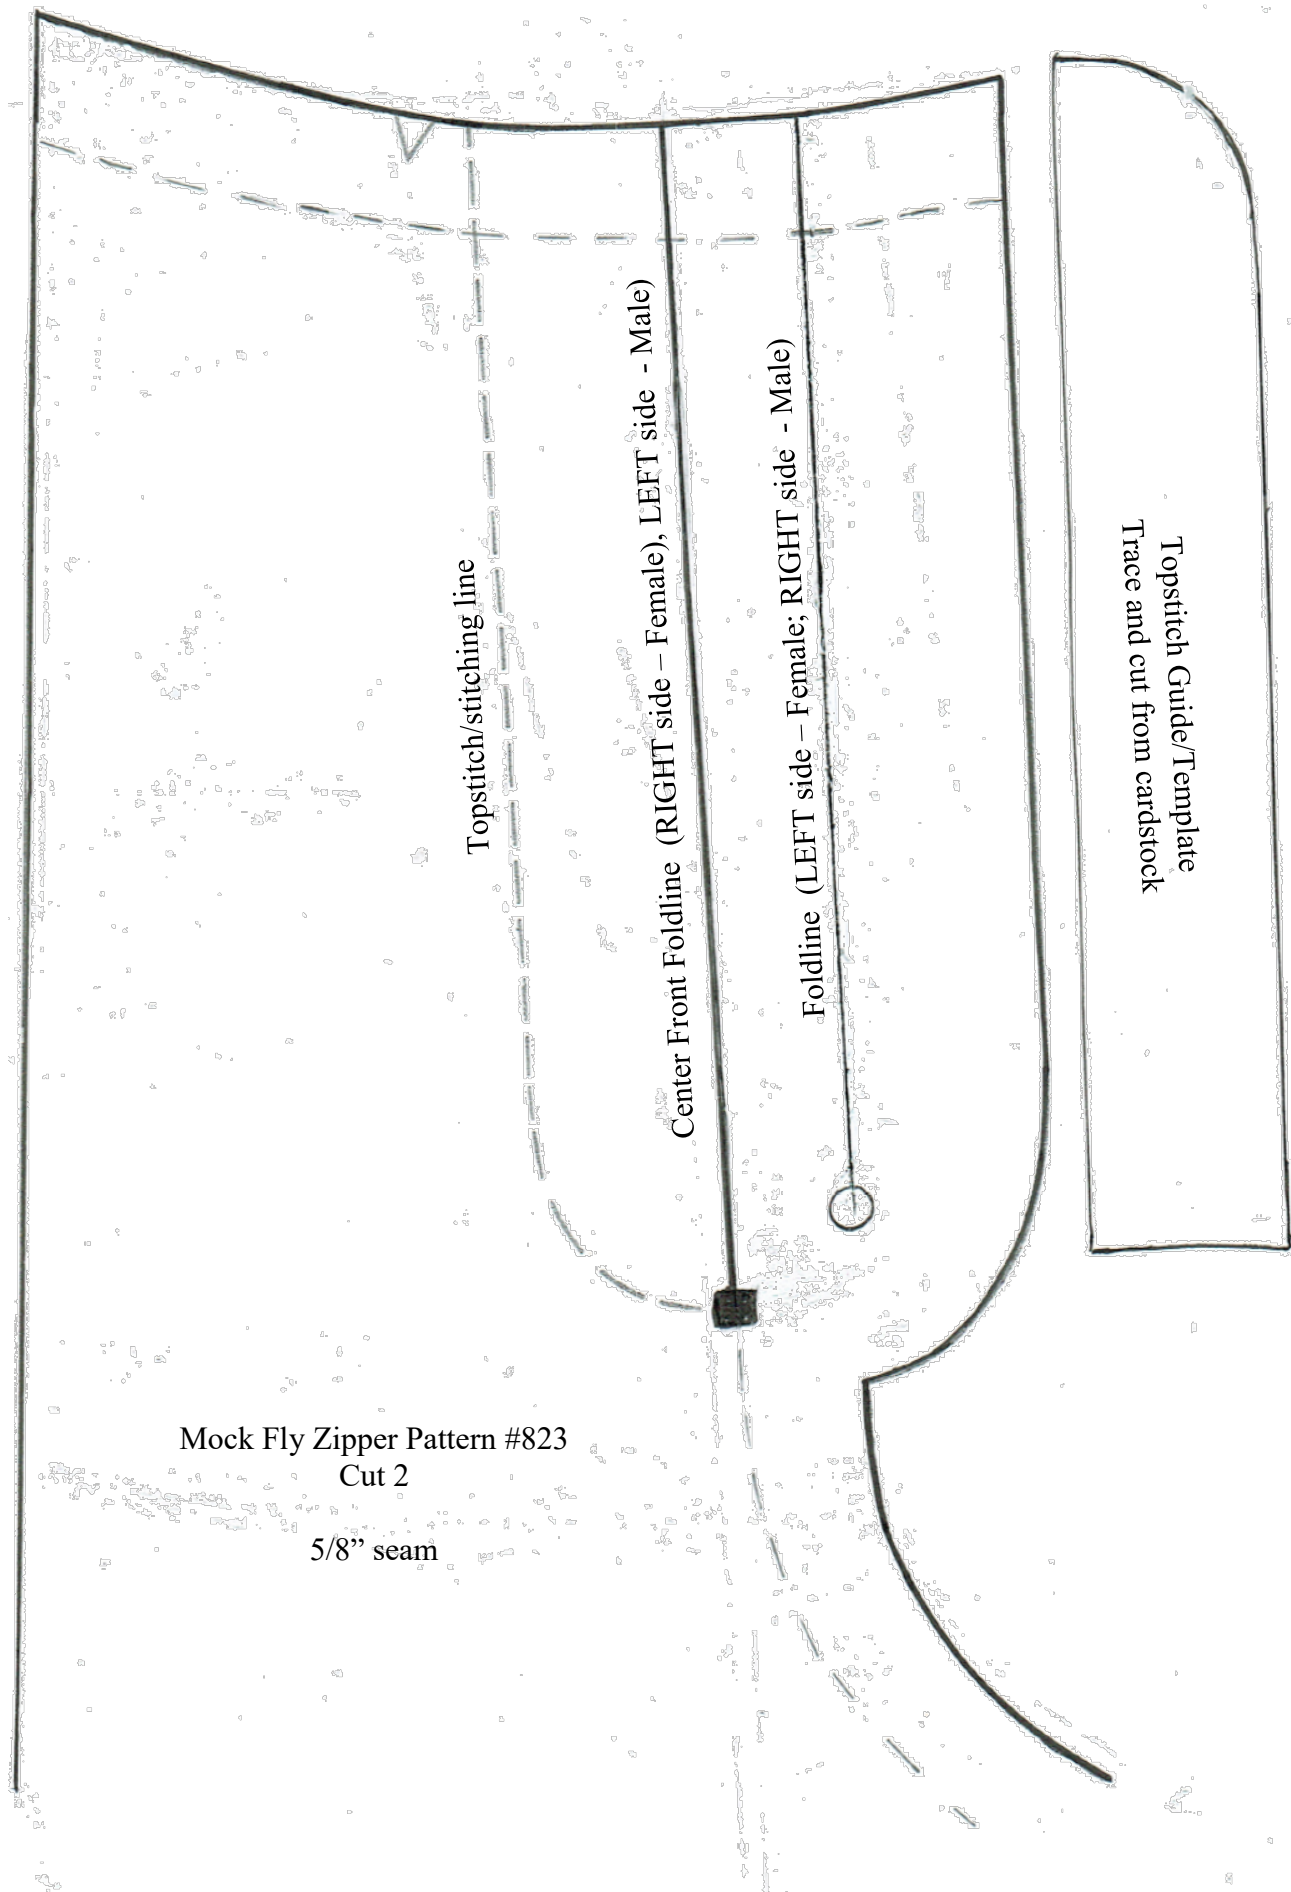 Topstitch/stitching line
Center Front Foldline (RIGHT side – Female), LEFT side - Male)
Foldline (LEFT side – Female; RIGHT side - Male)
Topstitch Guide/Template
Trace and cut from cardstock
Mock Fly Zipper Pattern #823
Cut 2
5/8” seam